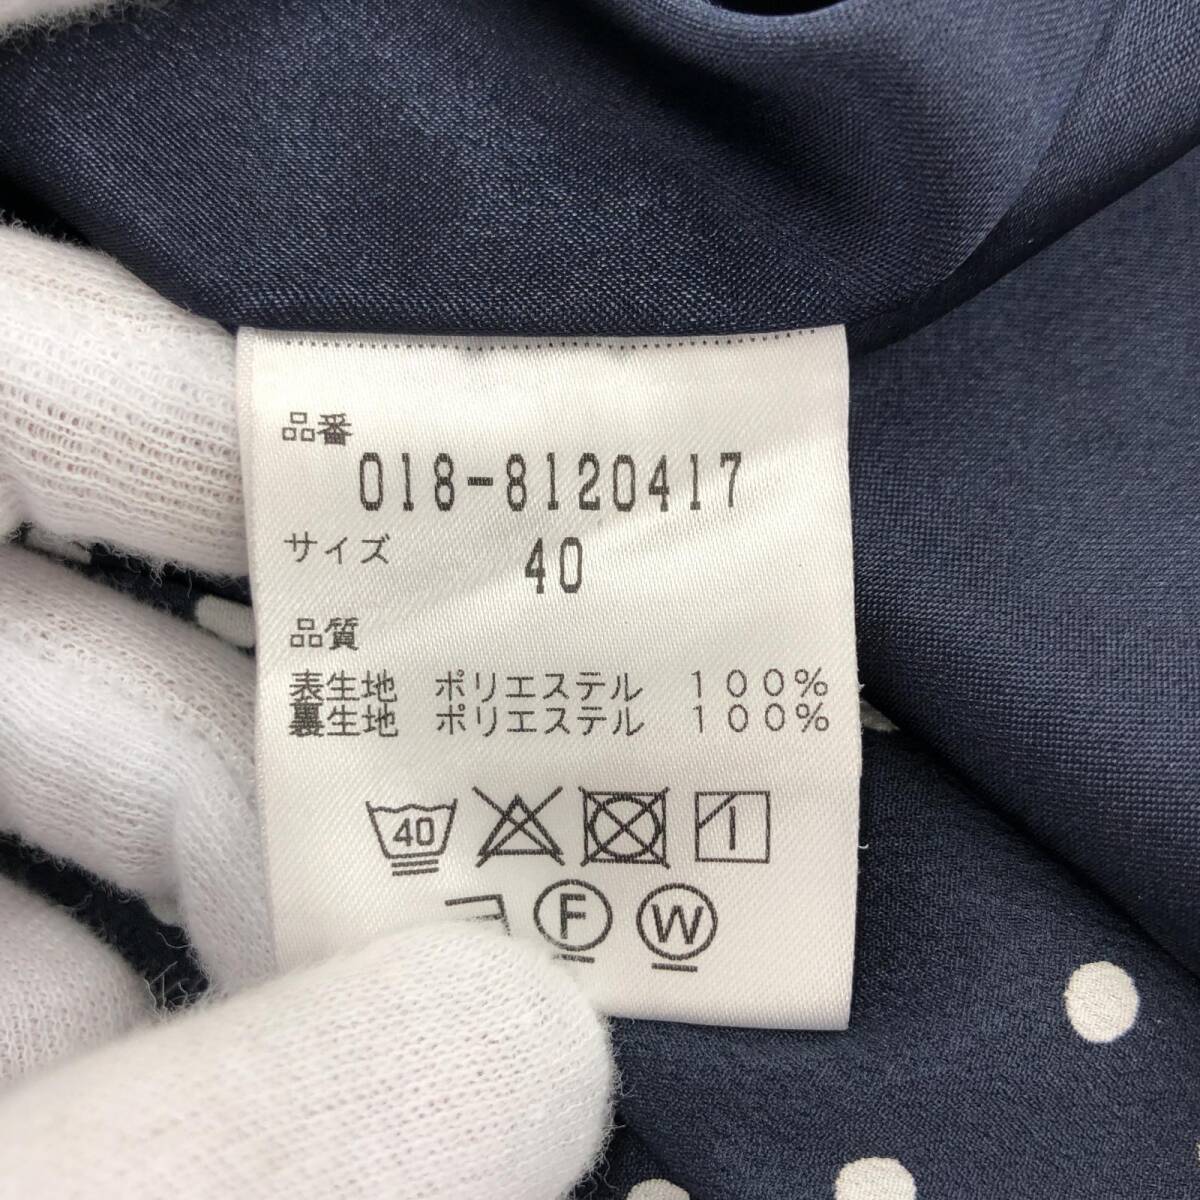 品番
018-8120417
サイズ 40
品質
表生地 ポリエステル 100%
裏生地 ポリエステル 100%
40
F W